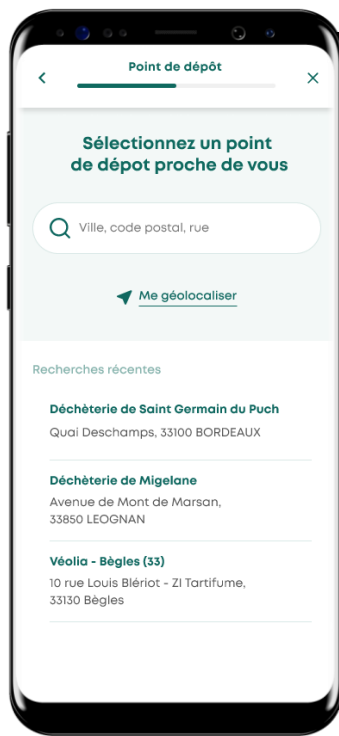 Point de dépôt
Sélectionnez un point
de dépot proche de vous
Ville, code postal, rue
Me géolocaliser
Recherches récentes
Déchèterie de Saint Germain du Puch
Quai Deschamps, 33100 BORDEAUX
Déchèterie de Migelane
Avenue de Mont de Marsan,
33850 LEOGNAN
Véolia - Bègles (33)
10 rue Louis Blériot - ZI Tartifume,
33130 Bègles